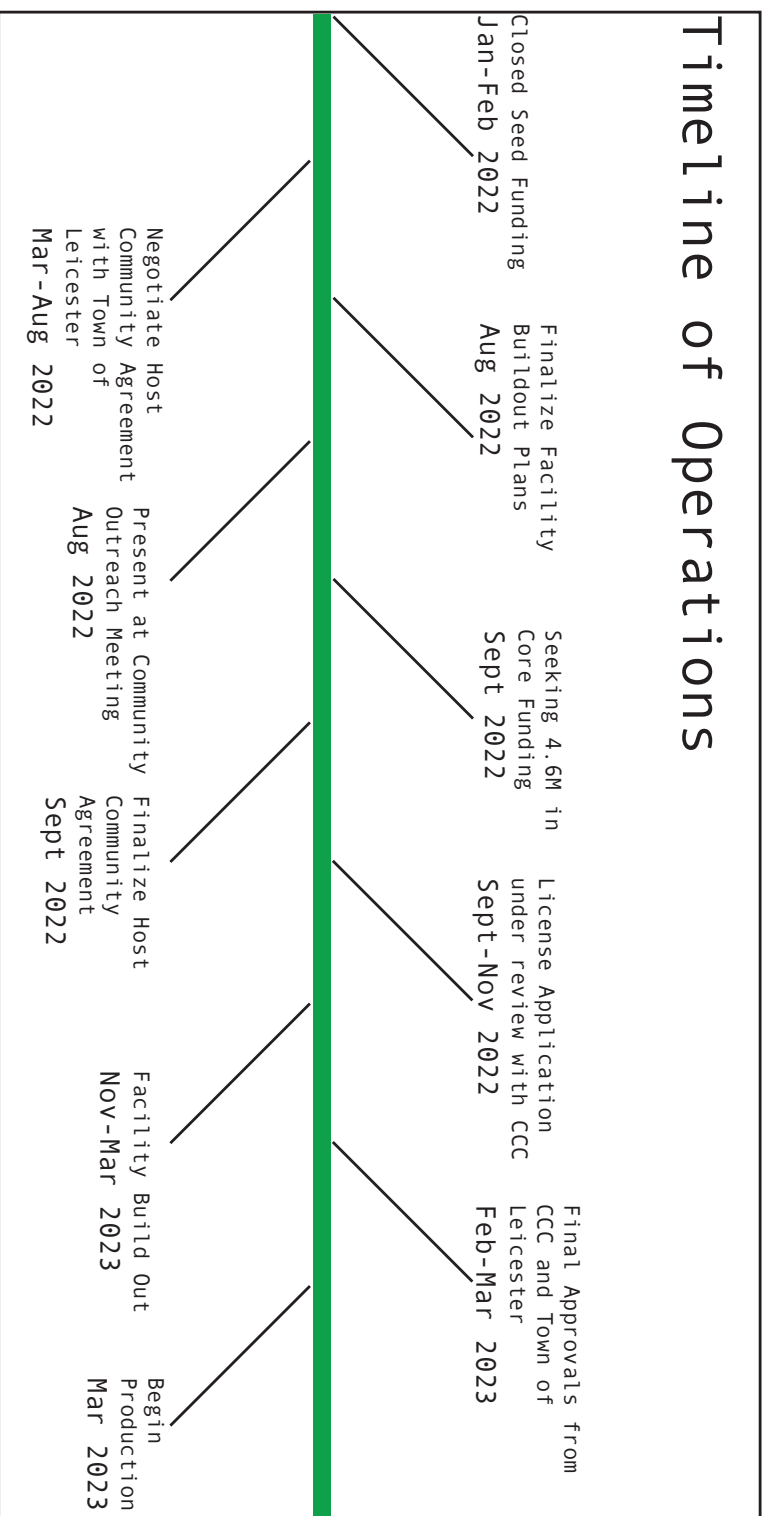 Timeline of Operations
Closed Seed Funding
Jan-Feb 2022
Negotiate Host
Community Agreement
with Town of
Leicester
Mar-Aug 2022
Finalize Facility
Buildout Plans
Aug 2022
Present at Community
Outreach Meeting
Aug 2022
Seeking 4.6M in
Core Funding
Sept 2022
Finalize Host
Community
Agreement
Sept 2022
License Application
under review with CCC
Sept-Nov 2022
Facility Build Out
Nov-Mar 2023
Final Approvals from
CCC and Town of
Leicester
Feb-Mar 2023
Begin
Production
Mar 2023